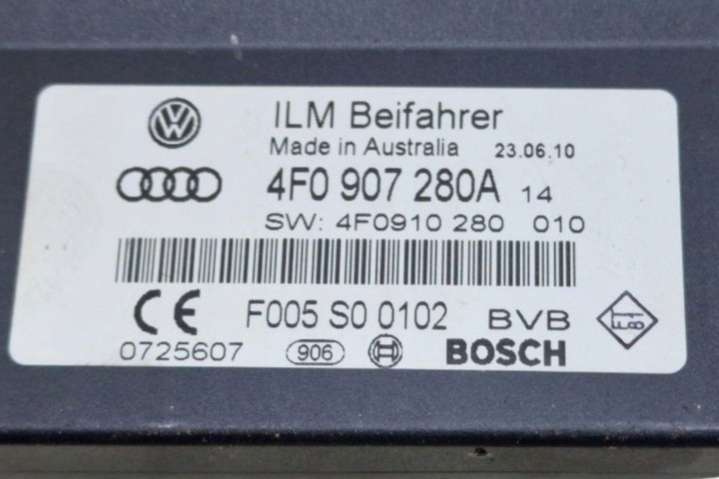 ILM Beifahrer
Made in Australia 23.06.10
4F0 907 280A 14
SW: 4F0910 280 010
CE F005 S0 0102 BVB
0725607 906 BOSCH